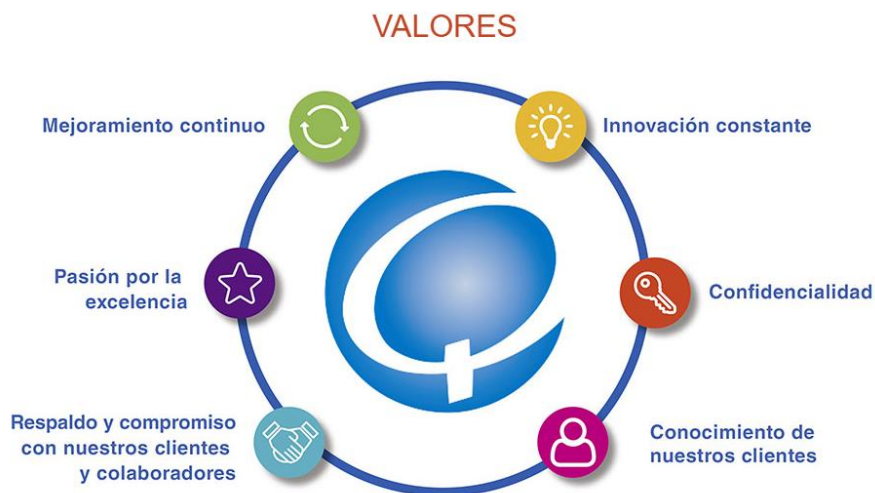 VALORES
Mejoramiento continuo
Innovación constante
Pasión por la
excelencia
Confidencialidad
Respaldo y compromiso
con nuestros clientes
y colaboradores
Conocimiento de
nuestros clientes